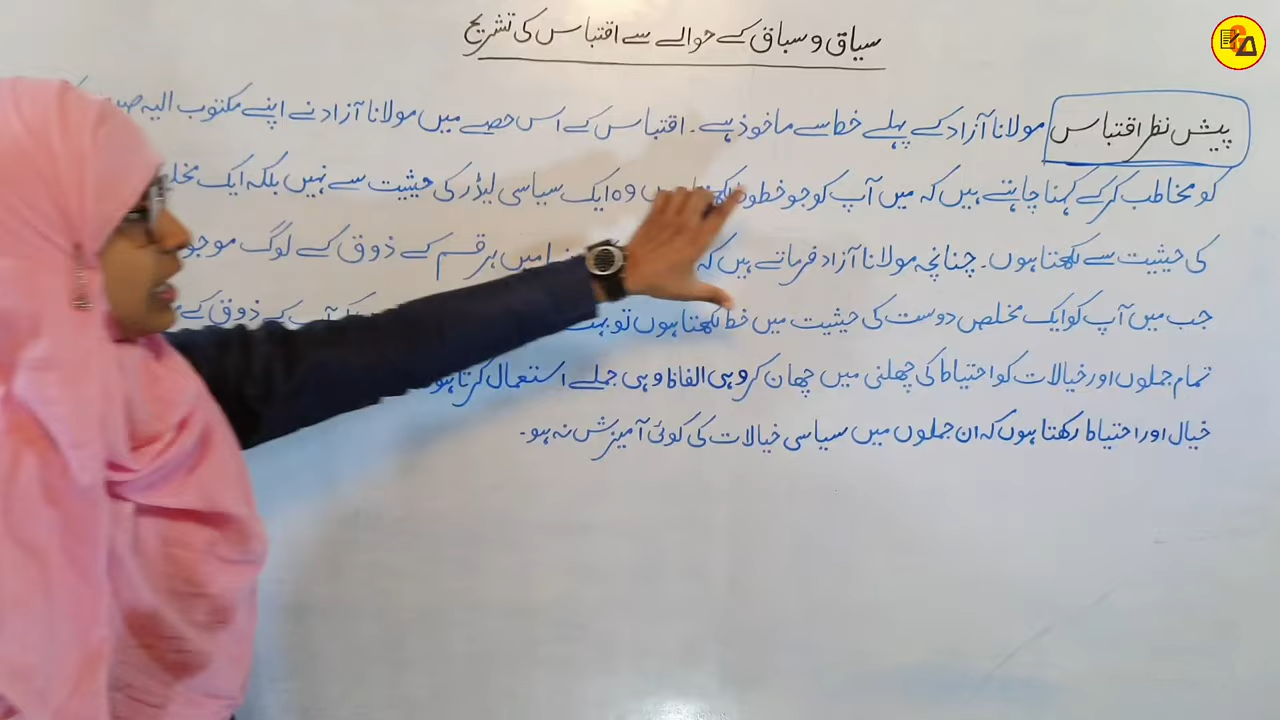 سیاق و سباق کے حوالے سے اقتباس کی تشریح
پیش نظر اقتباس مولانا آزاد کے پہلے خط سے ماخوذ ہے۔ اقتباس کے اس حصے میں مولانا آزاد نے اپنے مکتوب الیہ
کو مخاطب کر کے کہنا چاہتے ہیں کہ میں آپ کو جو خطوط وہ ایک سیاسی لیڈر کی حیثیت سے نہیں بلکہ ایک
کی حیثیت سے لکھتا ہوں۔ چنانچہ مولانا آزاد فرماتے ہیں کہ میں ہر قسم کے ذوق کے لوگ
جب میں آپ کو ایک مخلص دوست کی حیثیت میں خط لکھتا ہوں تو آپ کے ذوق کے
تمام جملوں اور خیالات کو احتیاط کی چھلنی میں چھان کر وہی الفاظ وہی جملے استعمال کرتا
خیال اور احتیاط رکھتا ہوں کہ ان جملوں میں سیاسی خیالات کی کوئی آمیزش نہ ہو۔